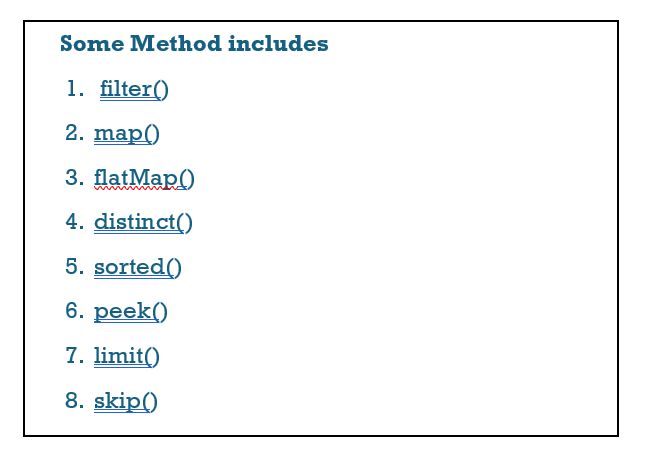 Some Method includes
1. filter()
2. map()
3. flatMap()
4. distinct()
5. sorted()
6. peek()
7. limit()
8. skip()